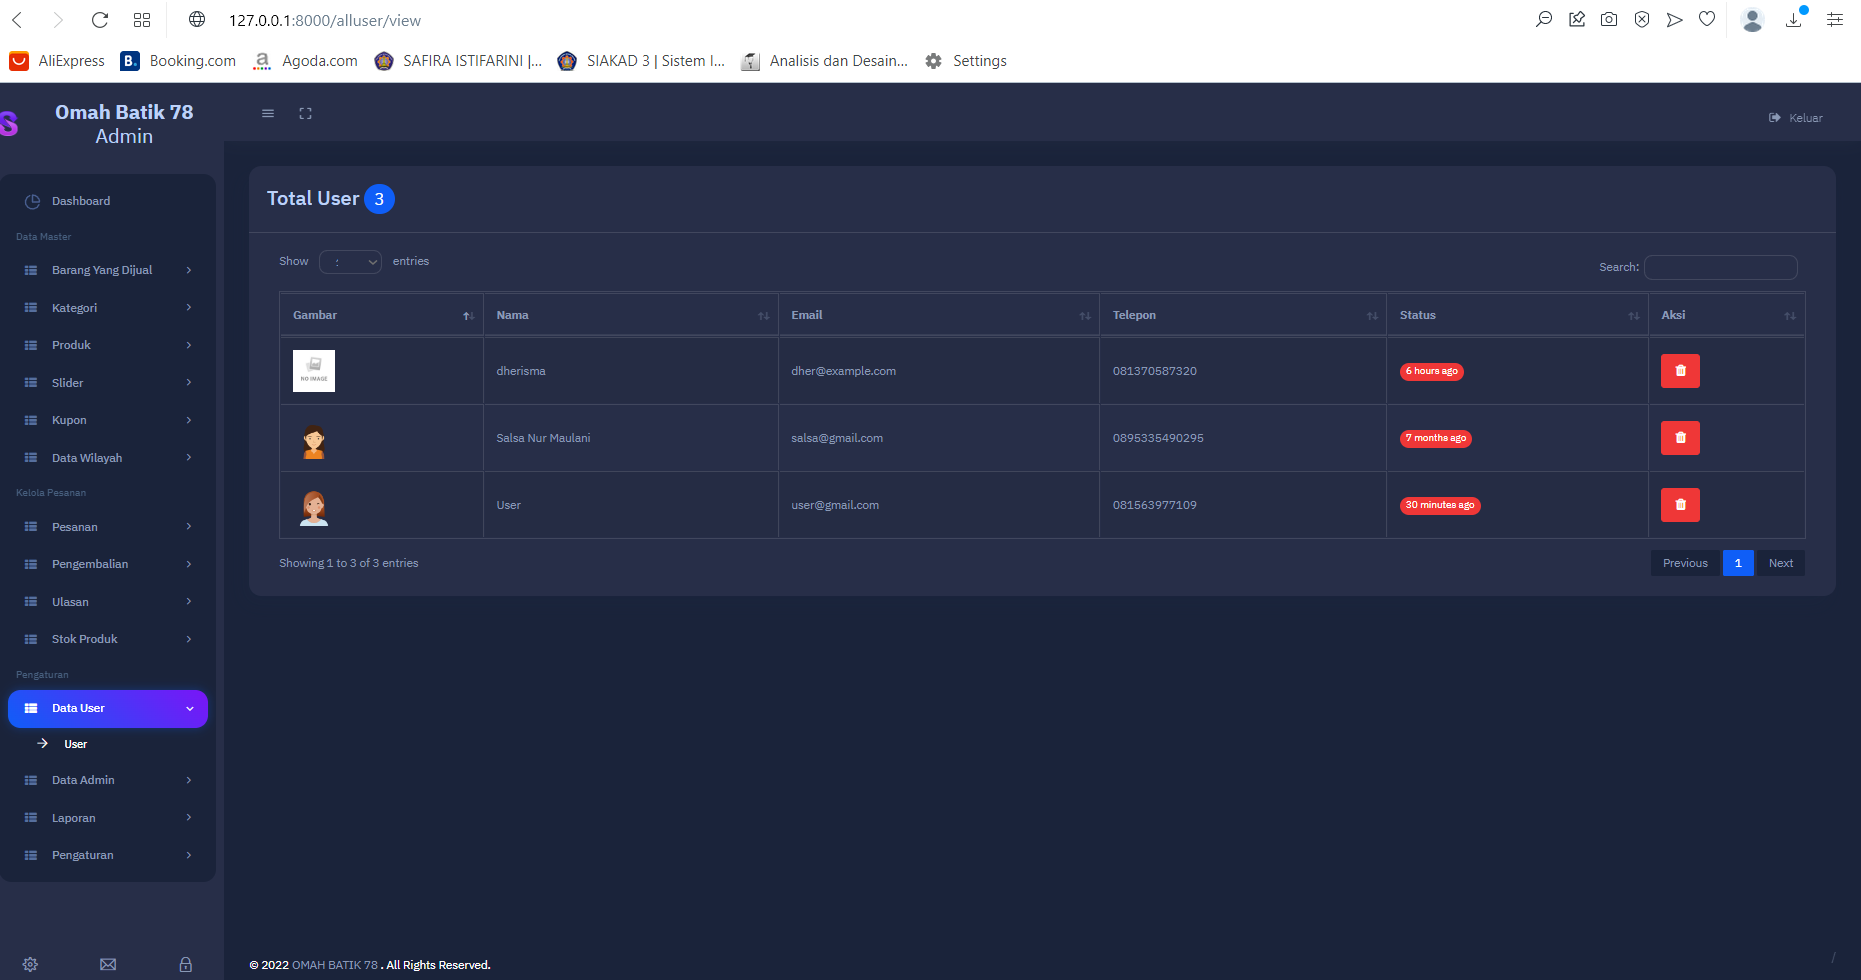 127.0.0.1:8000/alluser/view
AliExpress
Booking.com
Agoda.com
SAFIRA ISTIFARINI |...
SIAKAD 3 | Sistem I...
Analisis dan Desain...
Settings
Omah Batik 78
Admin
Keluar
Dashboard
Data Master
Barang Yang Dijual
Kategori
Produk
Slider
Kupon
Data Wilayah
Kelola Pesanan
Pesanan
Pengembalian
Ulasan
Stok Produk
Pengaturan
Data User
User
Data Admin
Laporan
Pengaturan
Total User 3
Show entries
Search:
Gambar Nama Email Telepon Status Aksi
NO IMAGE dherisma dher@example.com 081370587320 6 hours ago
Salsa Nur Maulani salsa@gmail.com 0895335490295 7 months ago
User user@gmail.com 081563977109 30 minutes ago
Showing 1 to 3 of 3 entries
Previous 1 Next
© 2022 OMAH BATIK 78 . All Rights Reserved.
/